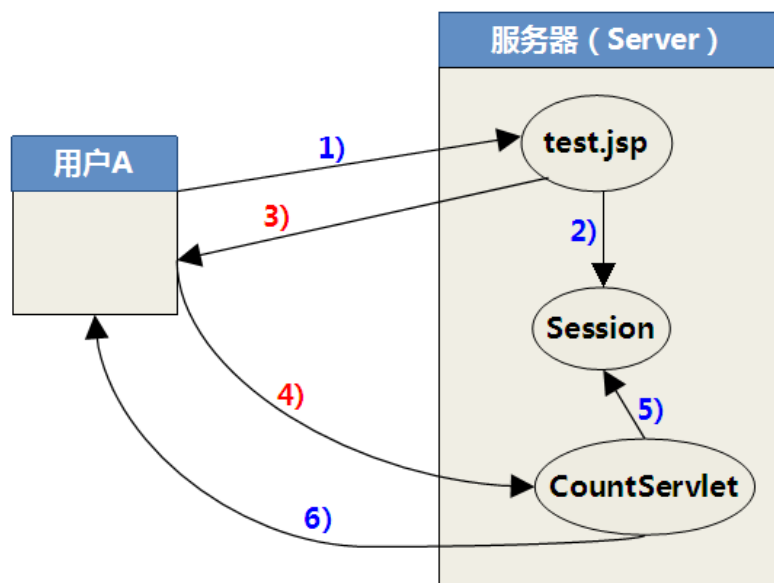 服务器（Server）
用户A
1)
test.jsp
3)
2)
Session
4)
5)
CountServlet
6)